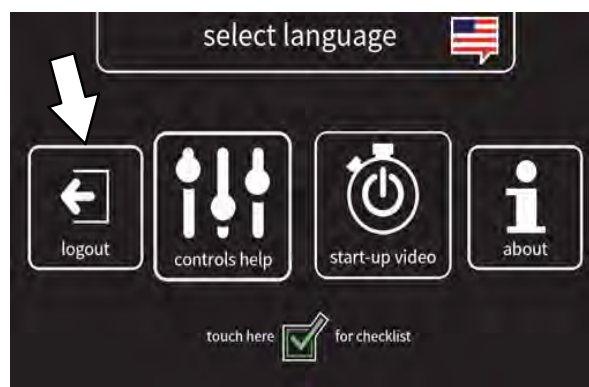 select language
logout
controls help
start-up video
about
touch here
for checklist